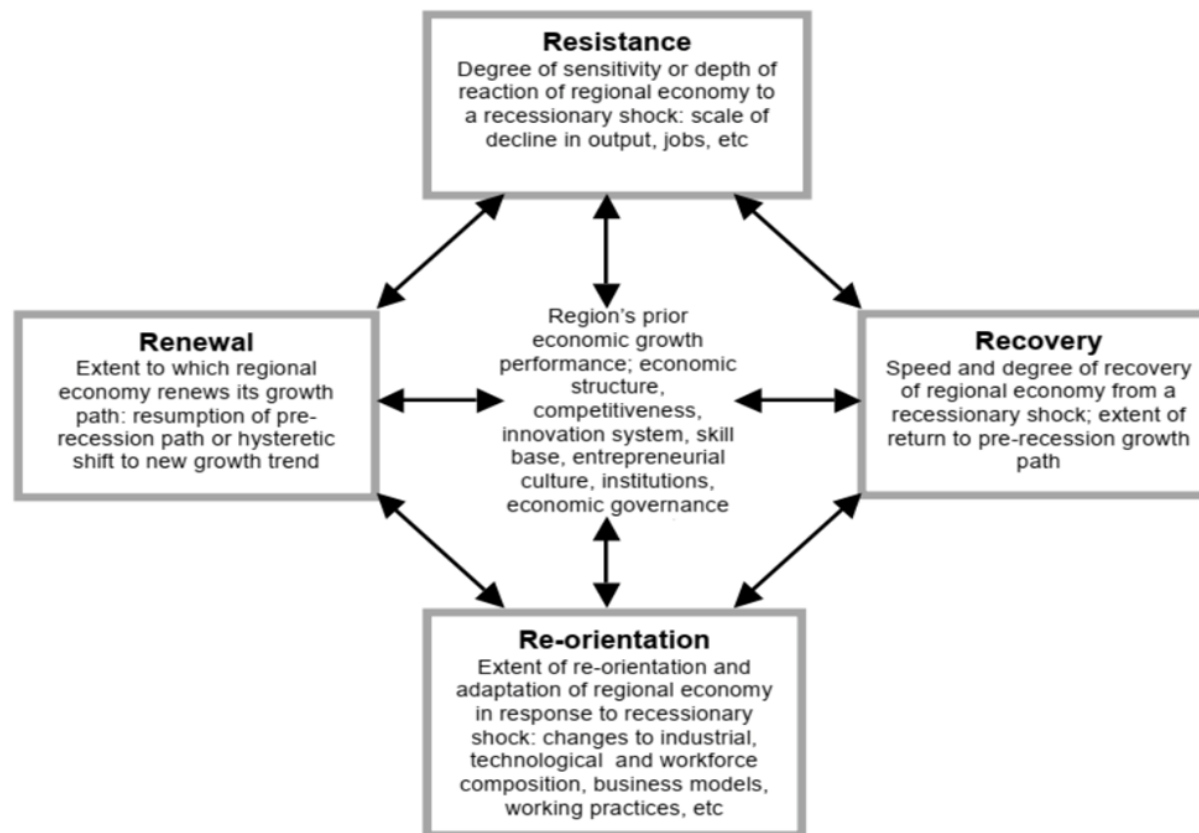 Resistance
Degree of sensitivity or depth of
reaction of regional economy to
a recessionary shock: scale of
decline in output, jobs, etc
Renewal
Extent to which regional
economy renews its growth
path: resumption of pre-
recession path or hysteretic
shift to new growth trend
Region's prior
economic growth
performance; economic
structure,
competitiveness,
innovation system, skill
base, entrepreneurial
culture, institutions,
economic governance
Recovery
Speed and degree of recovery
of regional economy from a
recessionary shock; extent of
return to pre-recession growth
path
Re-orientation
Extent of re-orientation and
adaptation of regional economy
in response to recessionary
shock: changes to industrial,
technological and workforce
composition, business models,
working practices, etc